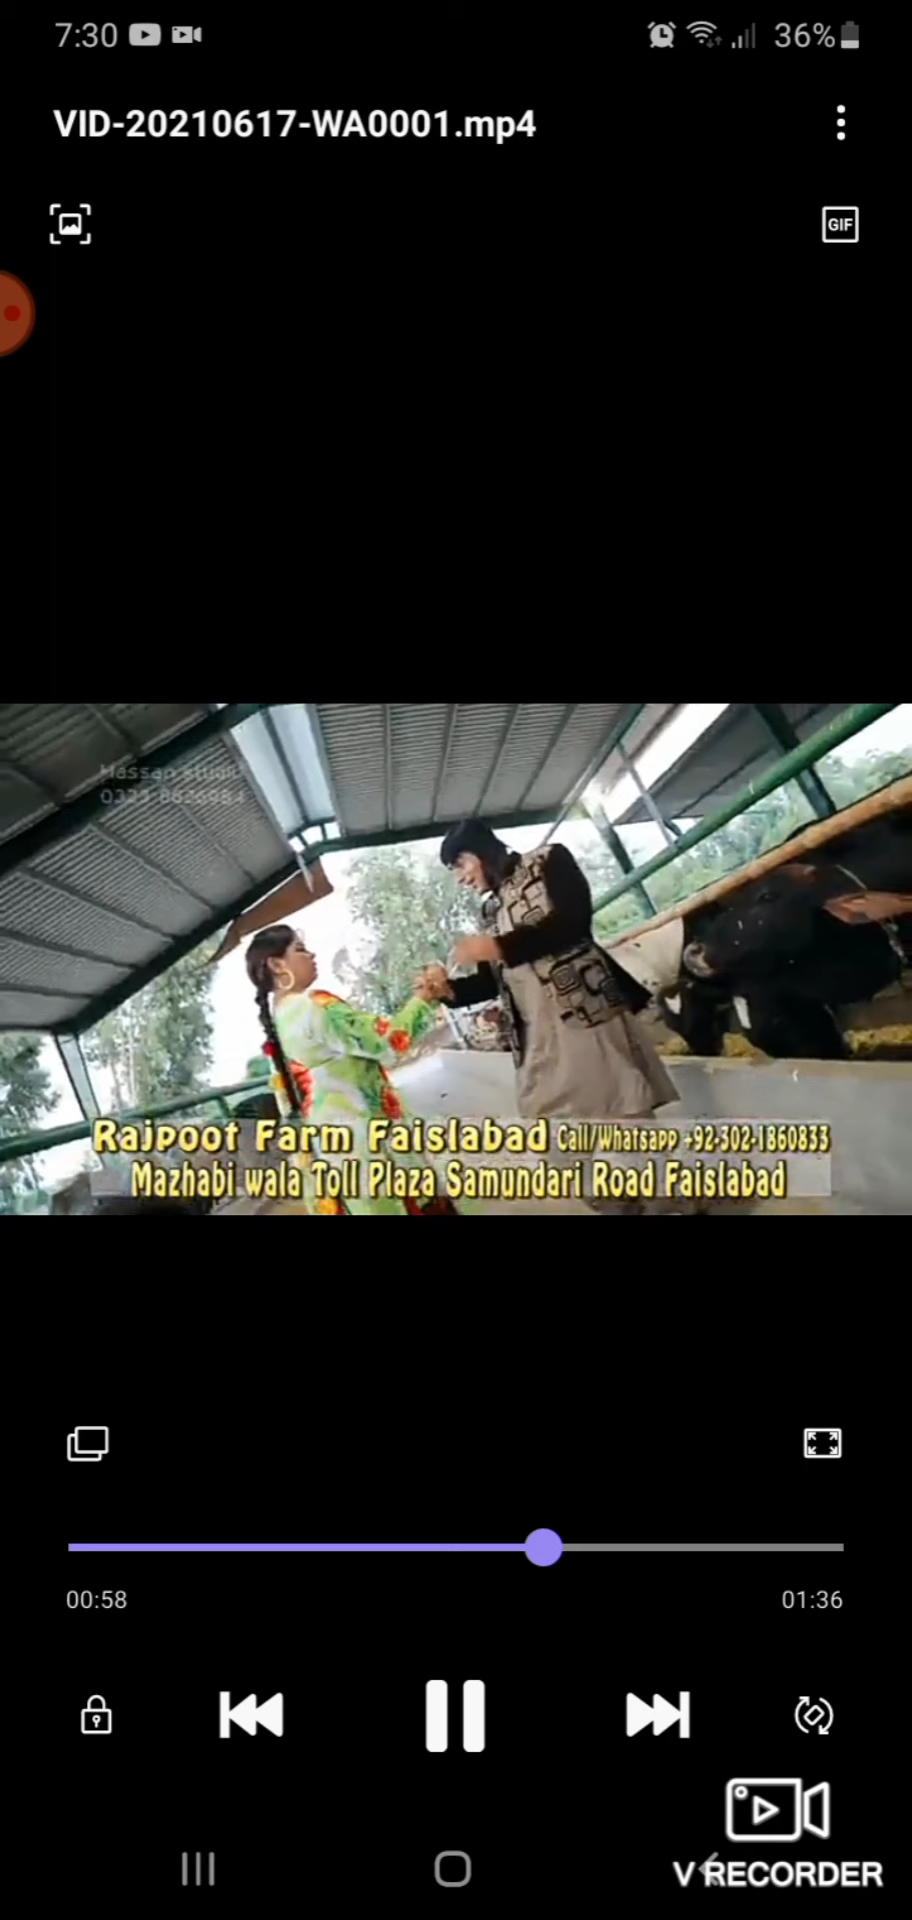 7:30
36%
VID-20210617-WA0001.mp4
GIF
Hassan
Rajpoot Farm Faislabad Call/Whatsapp +92-302-1860833
Mazhabi wala Toll Plaza Samundari Road Faislabad
00:58
01:36
V RECORDER